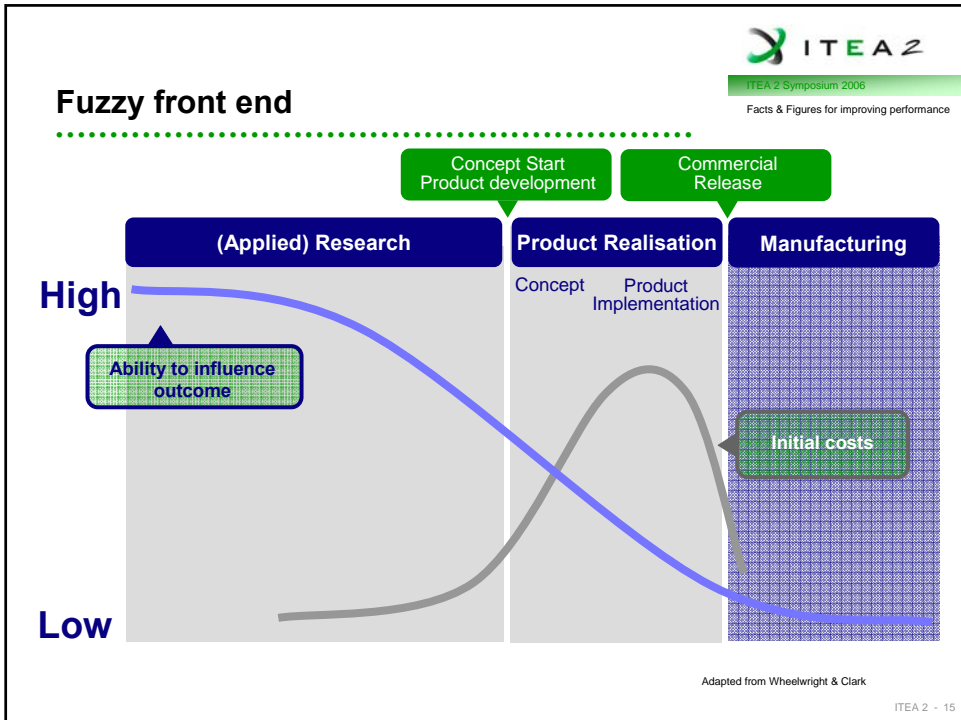 ITEA2
ITEA 2 Symposium 2006
Facts & Figures for improving performance
Fuzzy front end
Concept Start
Product development
Commercial
Release
(Applied) Research
Product Realisation
Manufacturing
High
Concept
Product
Implementation
Ability to influence
outcome
Initial costs
Low
Adapted from Wheelwright & Clark
ITEA 2 - 15